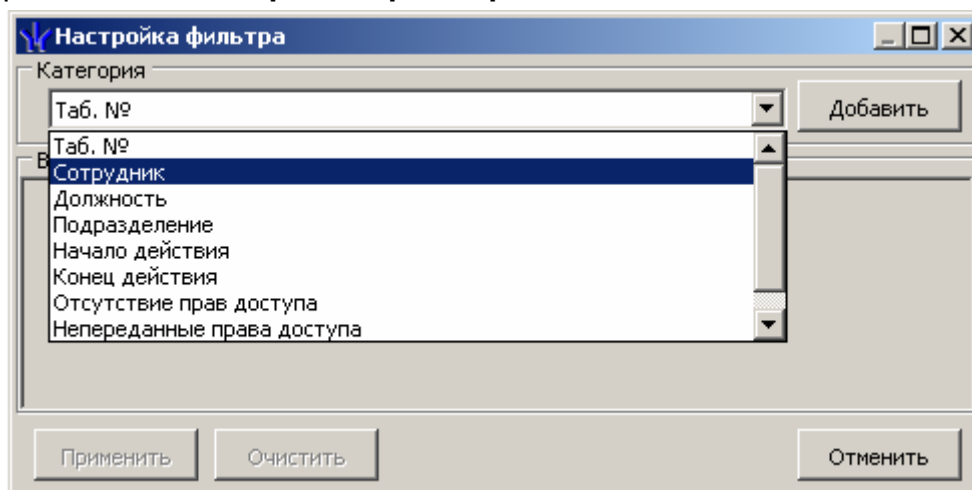 Настройка фильтра
Категория
Таб. №
Добавить
Таб. №
Сотрудник
Должность
Подразделение
Начало действия
Конец действия
Отсутствие прав доступа
Непереданные права доступа
Применить
Очистить
Отменить